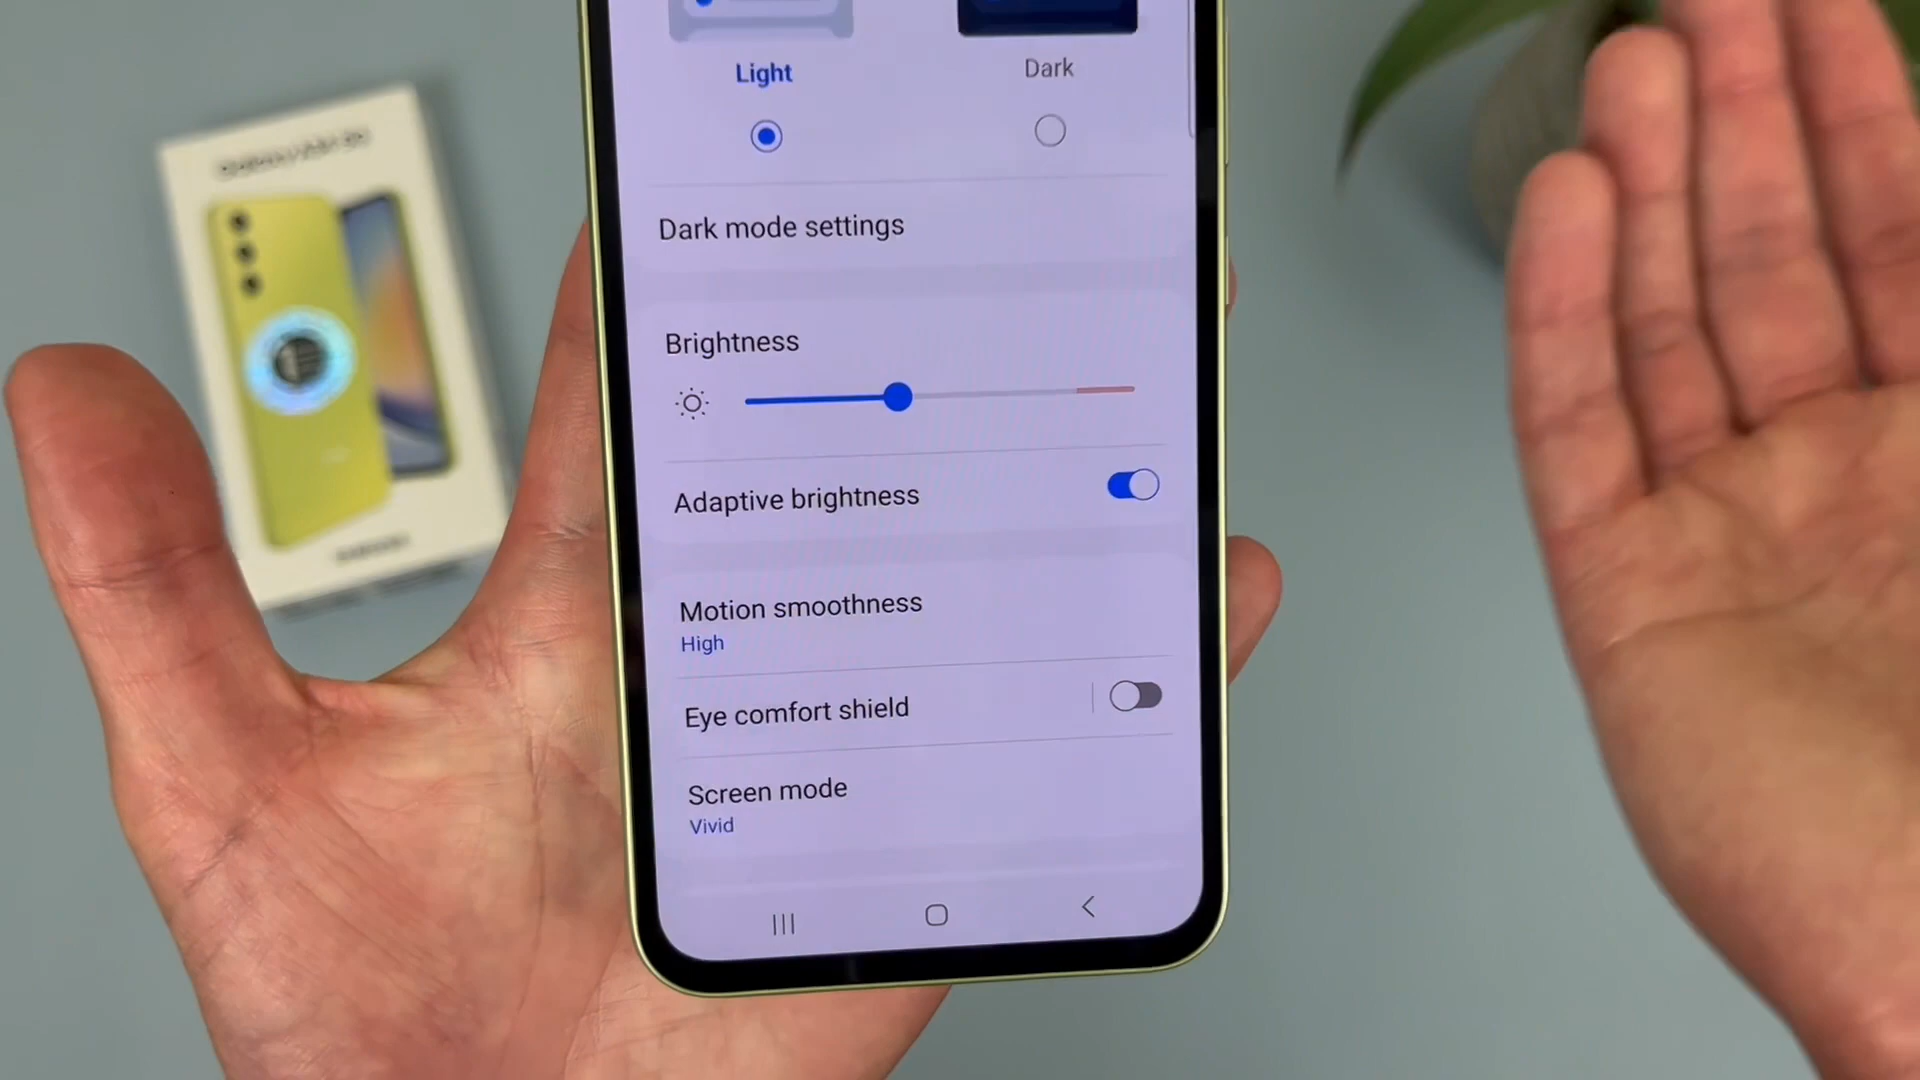 Light
Dark
Dark mode settings
Brightness
Adaptive brightness
Motion smoothness
High
Eye comfort shield
Screen mode
Vivid